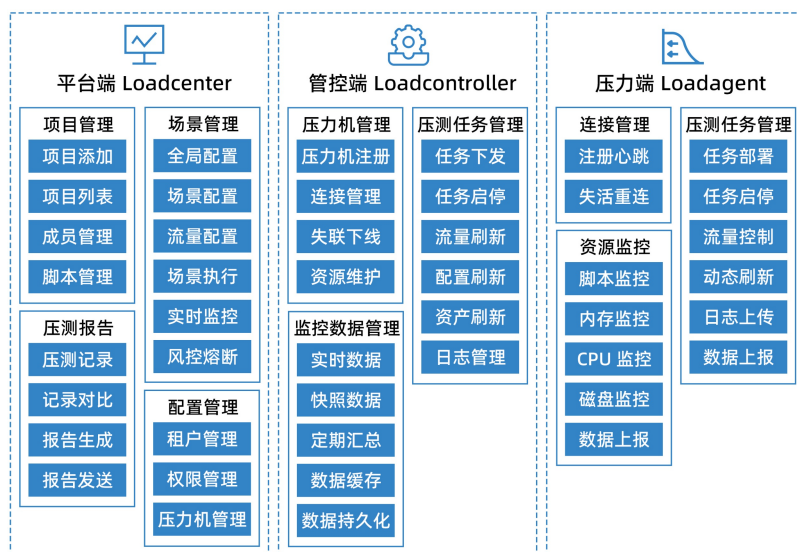 平台端 Loadcenter
项目管理
项目添加
项目列表
成员管理
脚本管理
压测报告
压测记录
记录对比
报告生成
报告发送
场景管理
全局配置
场景配置
流量配置
场景执行
实时监控
风控熔断
配置管理
租户管理
权限管理
压力机管理
管控端 Loadcontroller
压力机管理
压力机注册
连接管理
失联下线
资源维护
监控数据管理
实时数据
快照数据
定期汇总
数据缓存
数据持久化
压测任务管理
任务下发
任务启停
流量刷新
配置刷新
资产刷新
日志管理
压力端 Loadagent
连接管理
注册心跳
失活重连
资源监控
脚本监控
内存监控
CPU 监控
磁盘监控
数据上报
压测任务管理
任务部署
任务启停
流量控制
动态刷新
日志上传
数据上报